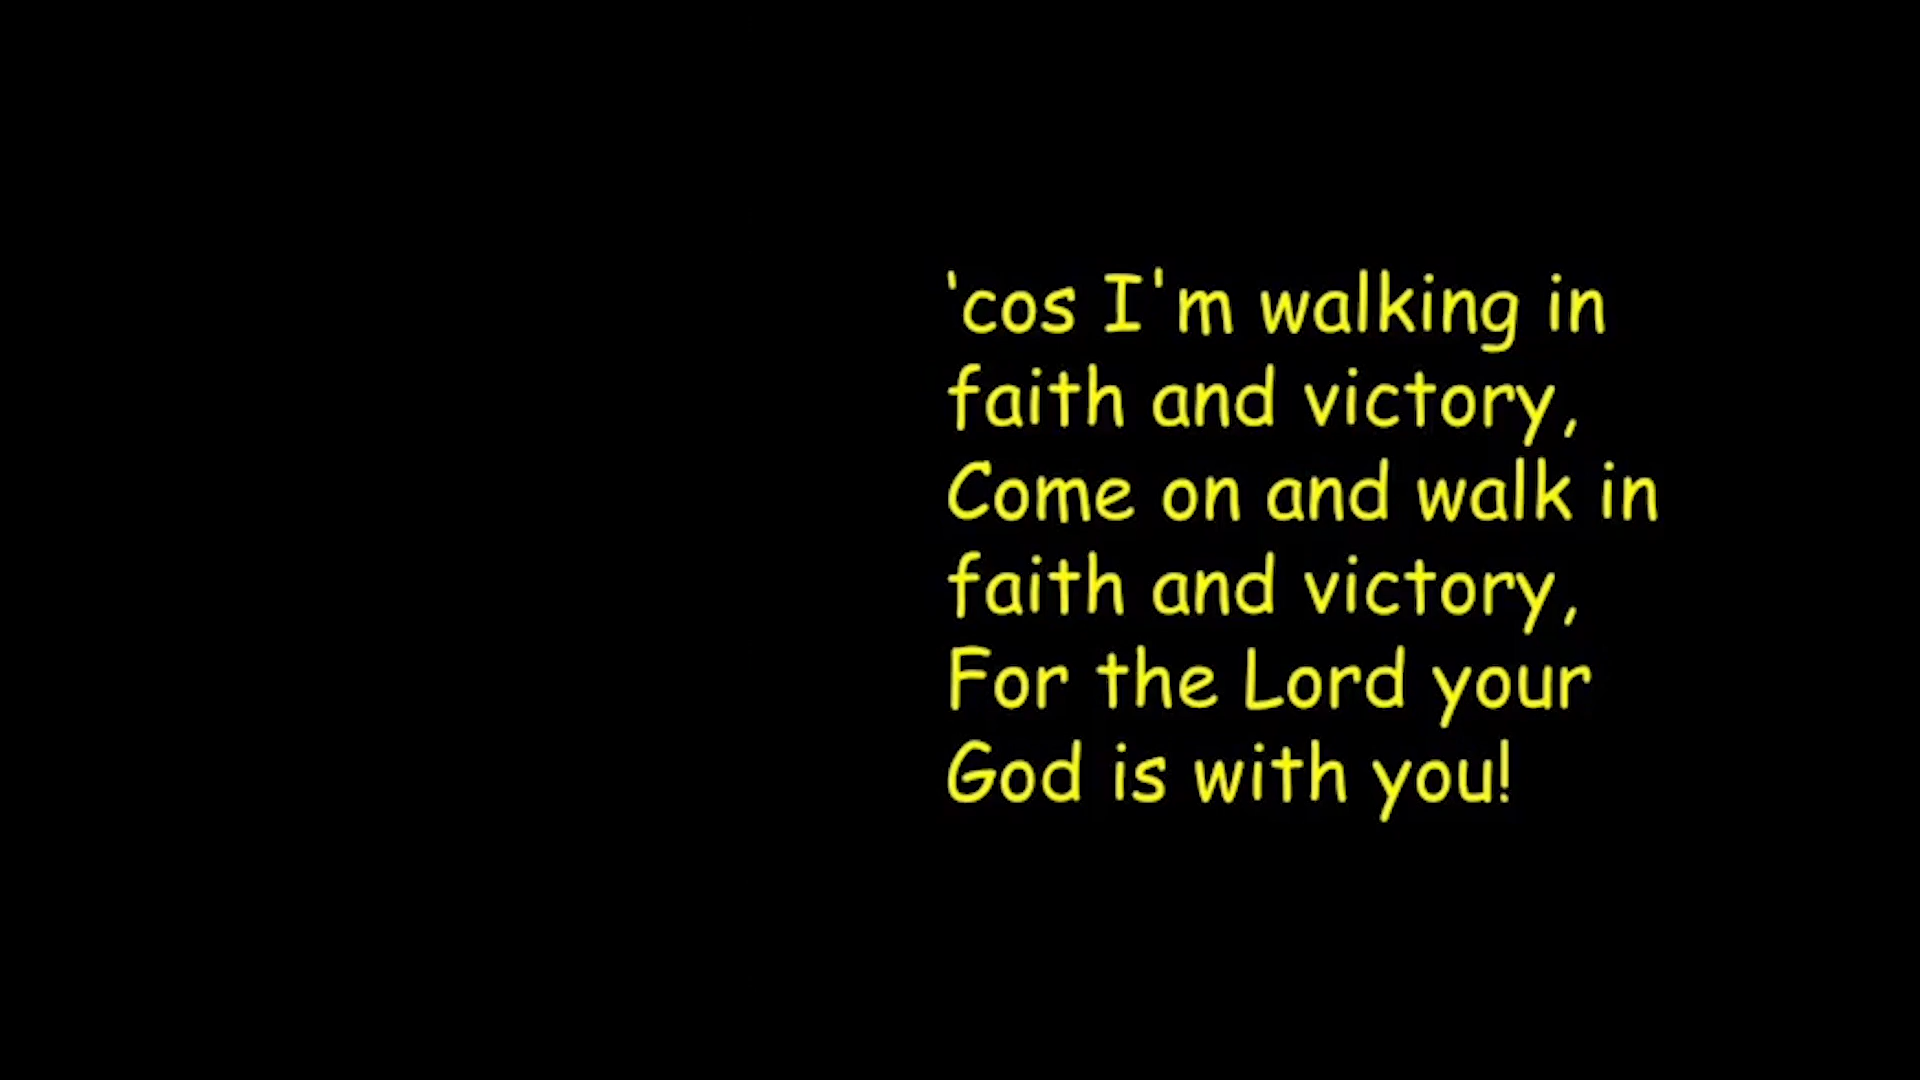 ‘cos I'm walking in
faith and victory,
Come on and walk in
faith and victory,
For the Lord your
God is with you!